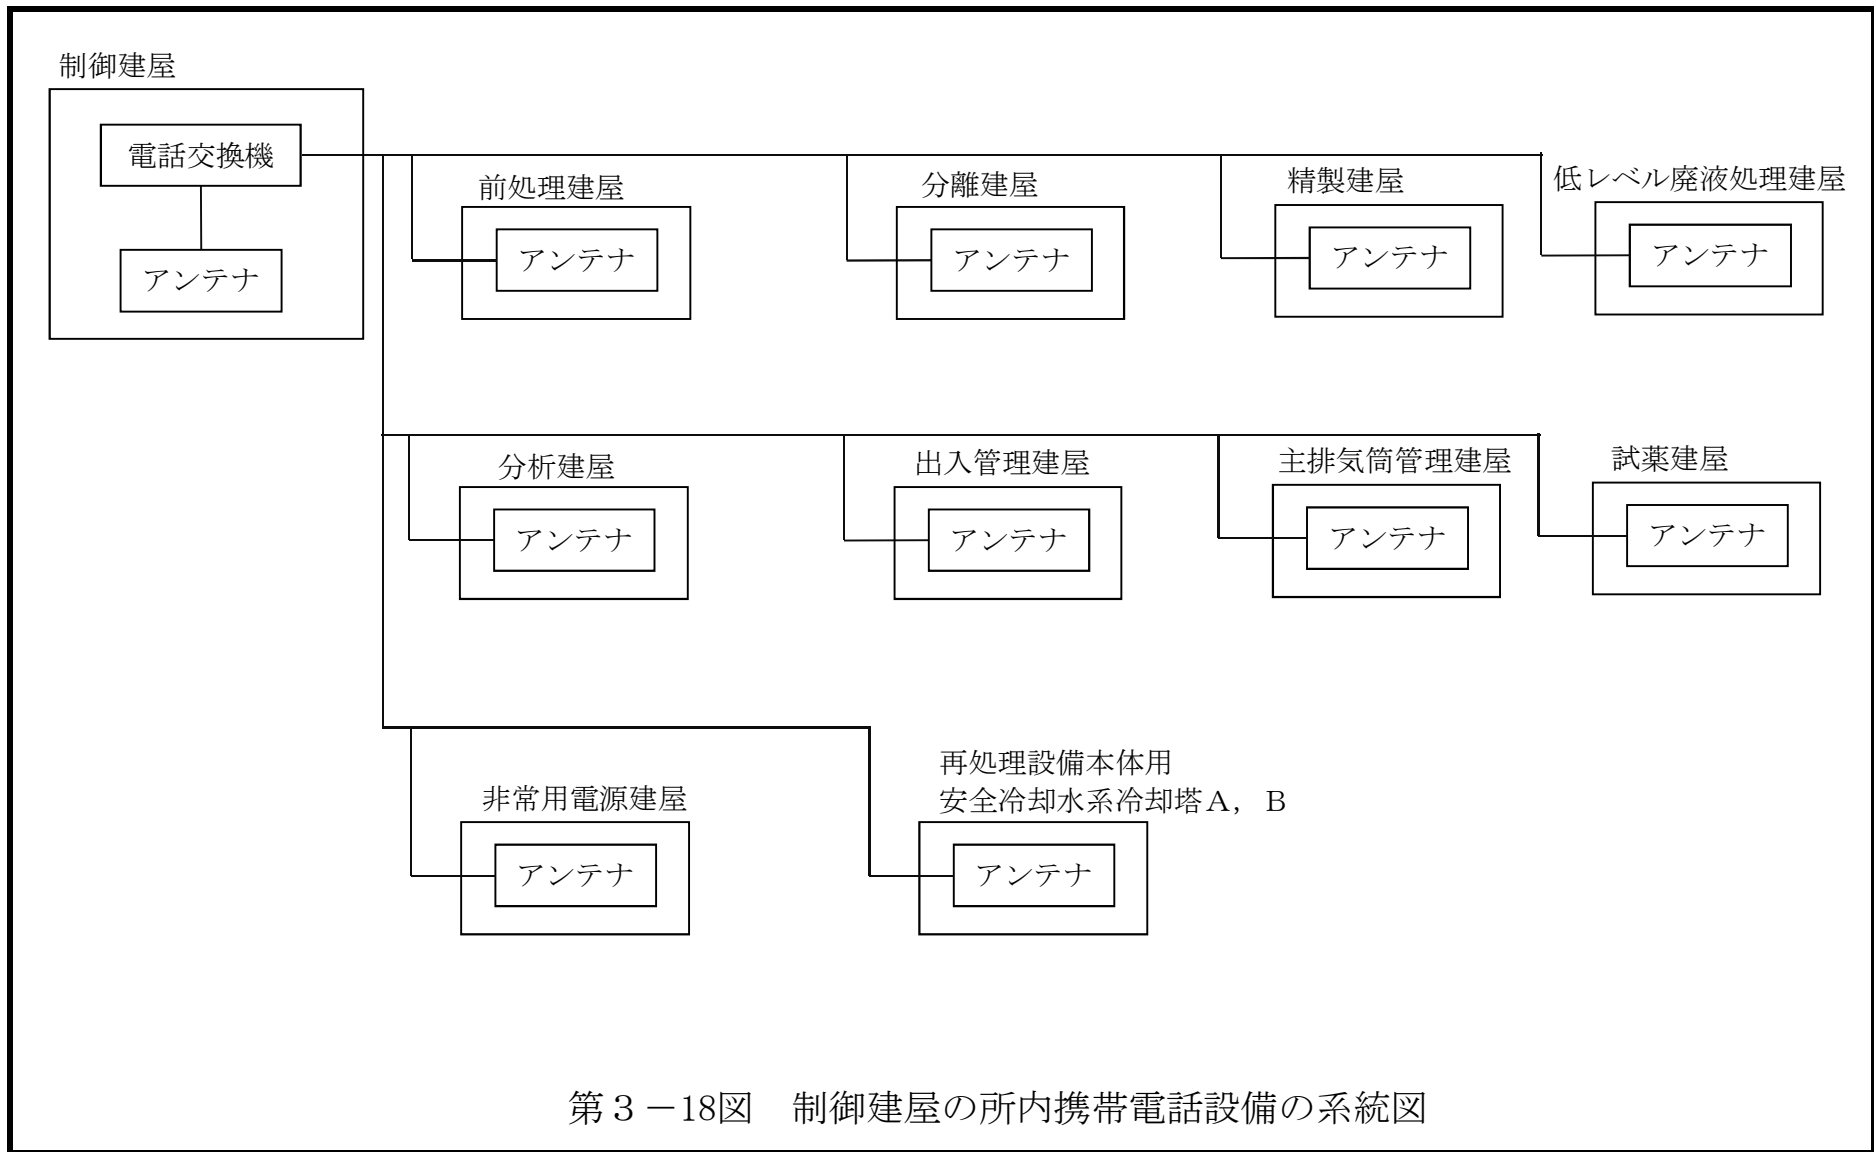 制御建屋
電話交換機
アンテナ
前処理建屋
アンテナ
分離建屋
アンテナ
精製建屋
アンテナ
低レベル廃液処理建屋
アンテナ
分析建屋
アンテナ
出入管理建屋
アンテナ
主排気筒管理建屋
アンテナ
試薬建屋
アンテナ
非常用電源建屋
アンテナ
再処理設備本体用
安全冷却水系冷却塔Ａ，Ｂ
アンテナ
第３－18図　制御建屋の所内携帯電話設備の系統図